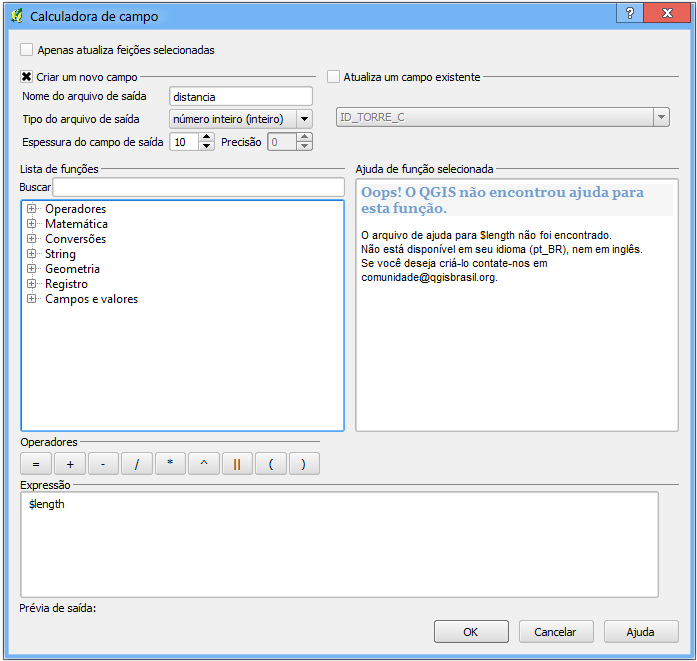 Calculadora de campo
?
X
Apenas atualiza feições selecionadas
Criar um novo campo
Atualiza um campo existente
Nome do arquivo de saída
distancia
Tipo do arquivo de saída
número inteiro (inteiro)
ID_TORRE_C
Espessura do campo de saída
10
Precisão
0
Lista de funções
Ajuda de função selecionada
Buscar
Operadores
Matemática
Conversões
String
Geometria
Registro
Campos e valores
Oops! O QGIS não encontrou ajuda para
esta função.
O arquivo de ajuda para $length não foi encontrado.
Não está disponível em seu idioma (pt_BR), nem em inglês.
Se você deseja criá-lo contate-nos em
comunidade@qgisbrasil.org.
Operadores
= + - / * ^ || ( )
Expressão
$length
Prévia de saída:
OK
Cancelar
Ajuda